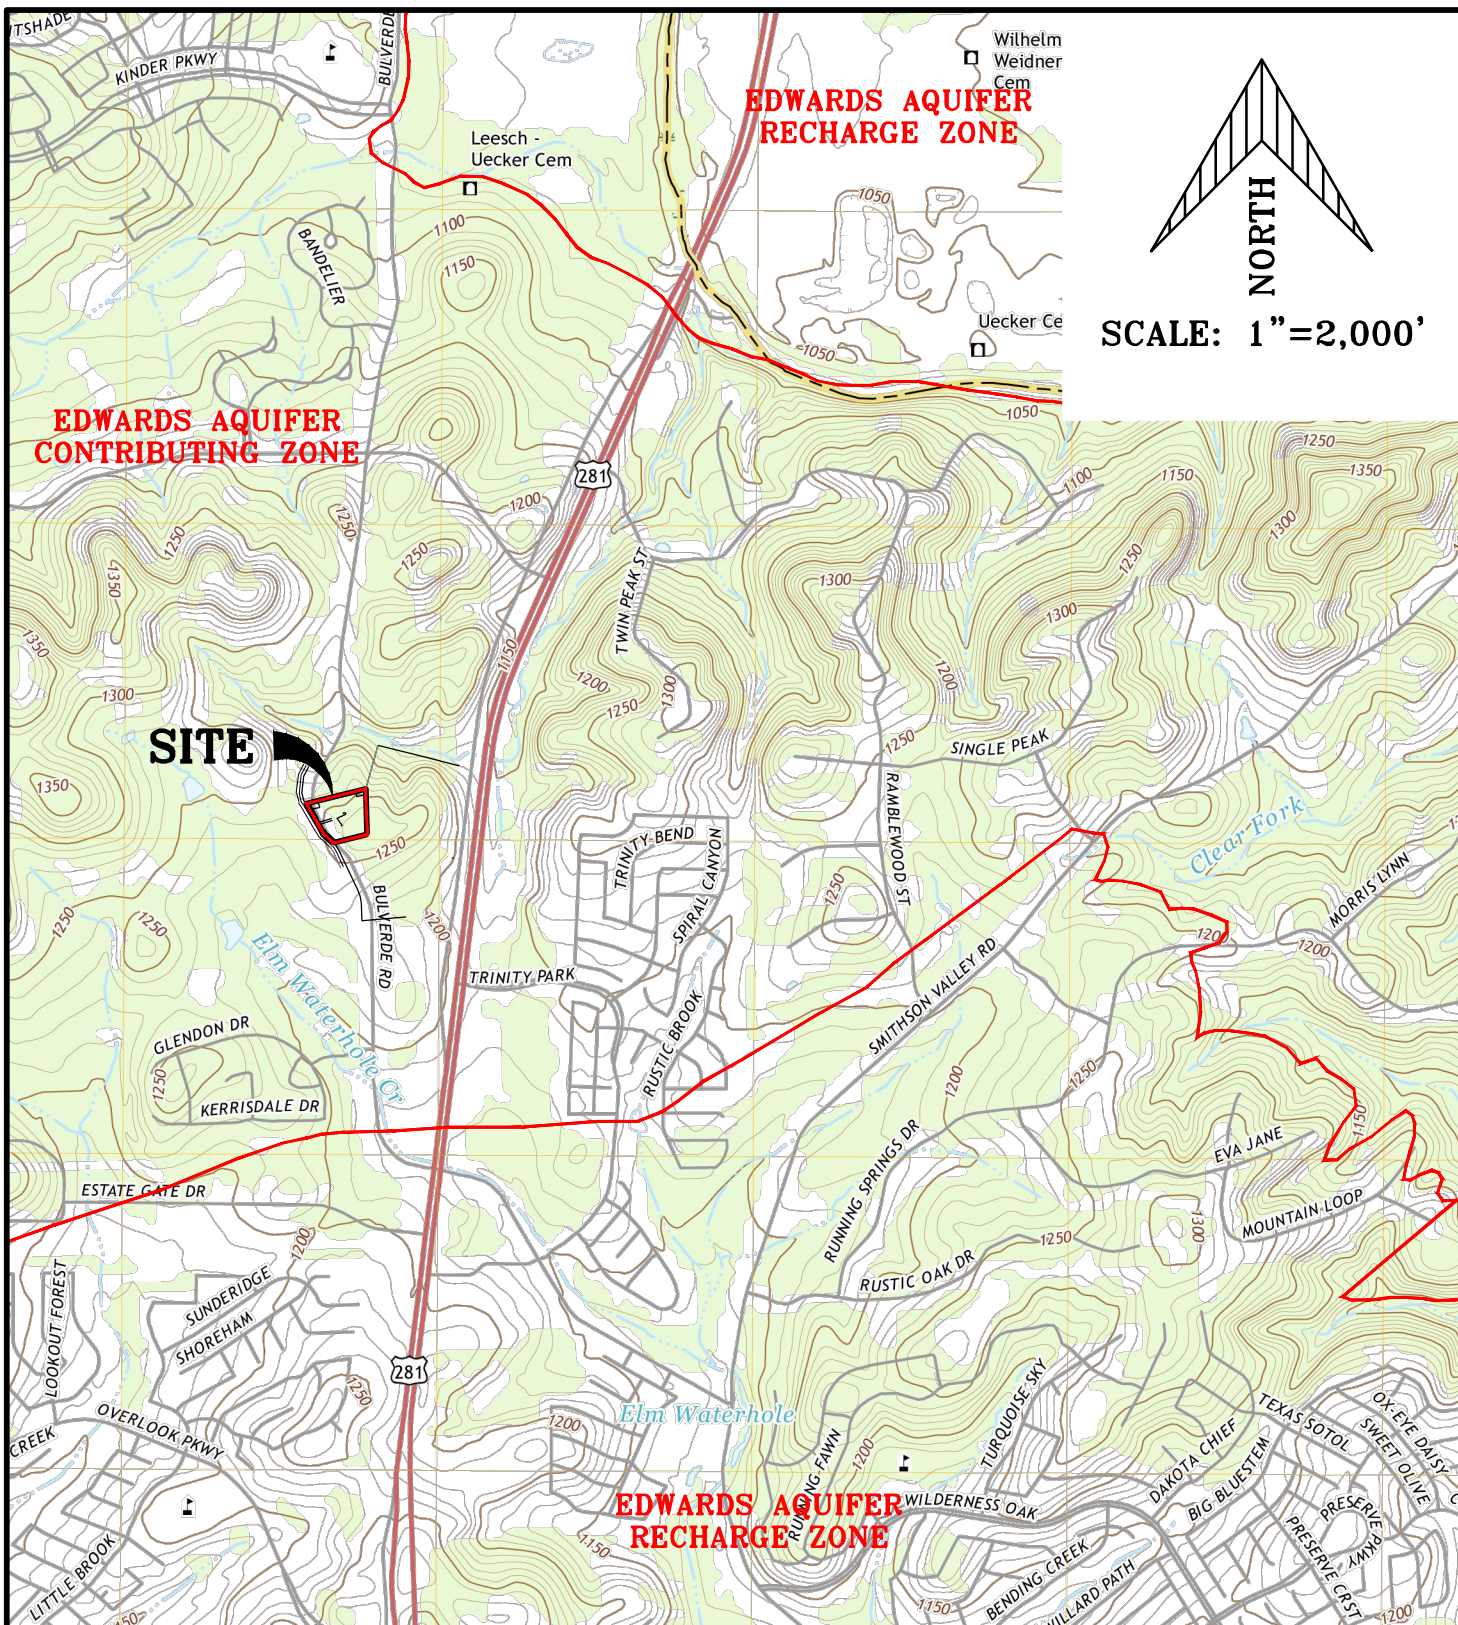 KINDER PKWY
Leesch -
Uecker Cem
Wilhelm
Weidner
Cem
EDWARDS AQUIFER
RECHARGE ZONE
NORTH
SCALE: 1"=2,000'
1050
1100
1150
BANDELIER
Uecker Ce
1050
1050
EDWARDS AQUIFER
CONTRIBUTING ZONE
281
1250
1350
1150
1100
1200
1250
1250
1250
1300
1350
1300
1250
1300
TWIN PEAK ST
1350
1150
1200
1300
1200
1250
1300
SITE
1250
SINGLE PEAK
1350
RAMBLEWOOD ST
Clear Fork
TRINITY BEND
SPIRAL CANYON
1250
MORRIS LYNN
1250
1250
1250
BULVERDE RD
1200
1200
1200
Elm Waterhole Cr
TRINITY PARK
SMITHSON VALLEY RD
RUSTIC BROOK
GLENDON DR
1250
1200
1250
KERRISDALE DR
1150
RUNNING SPRINGS DR
EVA JANE
ESTATE GATE DR
MOUNTAIN LOOP
1300
1200
1250
RUSTIC OAK DR
LOOKOUT FOREST
SUNDERIDGE
SHOREHAM
281
1250
OVERLOOK PKWY
CREEK
Elm Waterhole
1200
TURQUOISE SKY
RUNNING FAWN
1200
DAKOTA CHIEF
BIG BLUESTEM
TEXAS SOTOL
OX-EYE DAISY
SWEET OLIVE
EDWARDS AQUIFER
RECHARGE ZONE
WILDERNESS OAK
PRESERVE PKWY
PRESERVE CRST
1150
BENDING CREEK
1150
LITTLE BROOK
1200